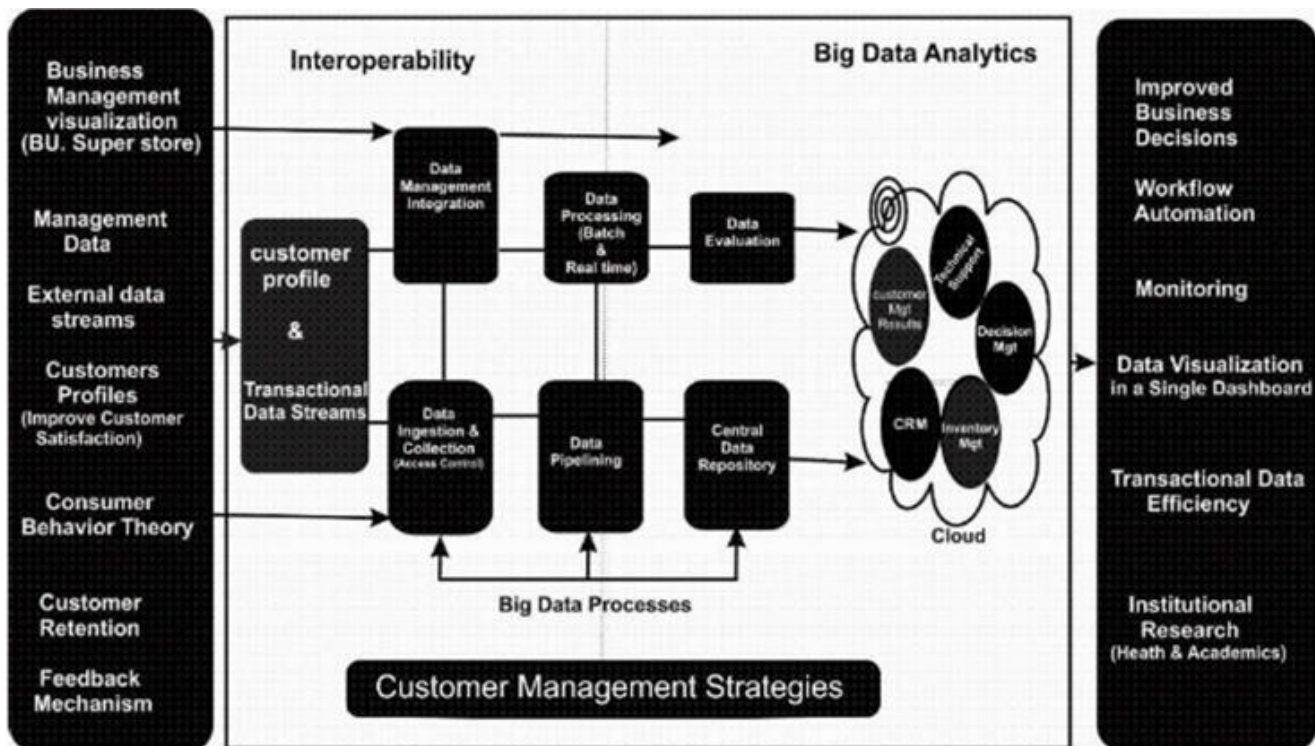 Business
Management
visualization
(BU. Super store)
Management
Data
External data
streams
Customers
Profiles
(Improve Customer
Satisfaction)
Consumer
Behavior Theory
Customer
Retention
Feedback
Mechanism
Interoperability
Big Data Analytics
customer
profile
&
Transactional
Data Streams
Data
Management
Integration
Data
Processing
(Batch
&
Real time)
Data
Evaluation
Data
Ingestion &
Collection
(Access Control)
Data
Pipelining
Central
Data
Repository
Big Data Processes
Customer Management Strategies
Technical
Support
customer
Mgt
Results
Decision
Mgt
CRM
Inventory
Mgt
Cloud
Improved
Business
Decisions
Workflow
Automation
Monitoring
Data Visualization
in a Single Dashboard
Transactional Data
Efficiency
Institutional
Research
(Heath & Academics)